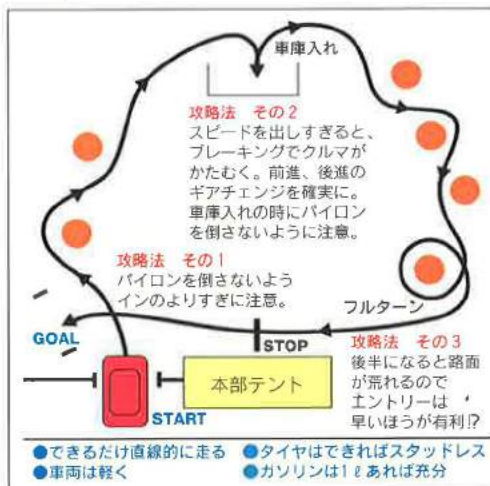 車庫入れ
攻略法 その2
スピードを出しすぎると、
ブレーキングでクルマが
かたむく。前進、後進の
ギアチェンジを確実に。
車庫入れの時にパイロン
を倒さないように注意。
攻略法 その1
パイロンを倒さないよう
インのよりすぎに注意。
フルターン
GOAL
STOP
攻略法 その3
後半になると路面
が荒れるので
エントリーは
早いほうが有利!?
本部テント
START
●できるだけ直線的に走る ●タイヤはできればスタッドレス
●車両は軽く ●ガソリンは1ℓあれば充分